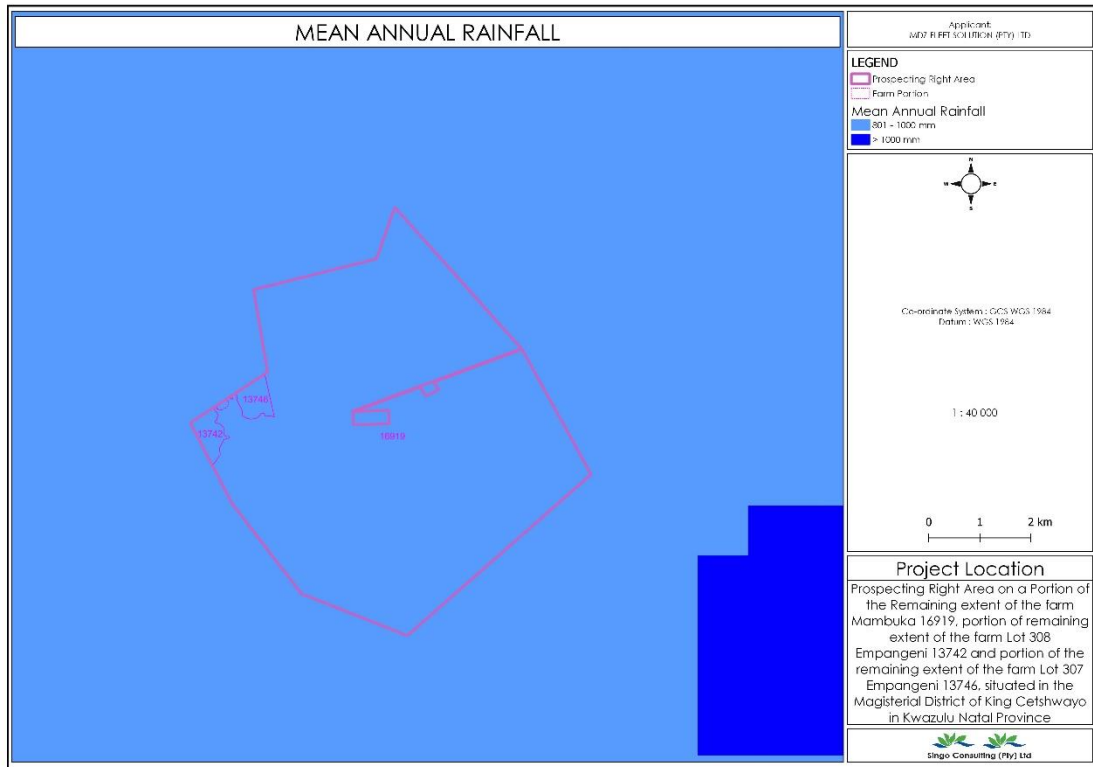 MEAN ANNUAL RAINFALL
Applicant:
MDZ FLEET SOLUTION (PTY) LTD
LEGEND
Prospecting Right Area
Farm Portion
Mean Annual Rainfall
801 - 1000 mm
> 1000 mm
N
W
E
S
Co-ordinate System : GCS WGS 1984
Datum : WGS 1984
1 : 40 000
0 1 2 km
13746
13742
16919
Project Location
Prospecting Right Area on a Portion of
the Remaining extent of the farm
Mambuka 16919, portion of remaining
extent of the farm Lot 308
Empangeni 13742 and portion of the
remaining extent of the farm Lot 307
Empangeni 13746, situated in the
Magisterial District of King Cetshwayo
in Kwazulu Natal Province
Singo Consulting (Pty) Ltd